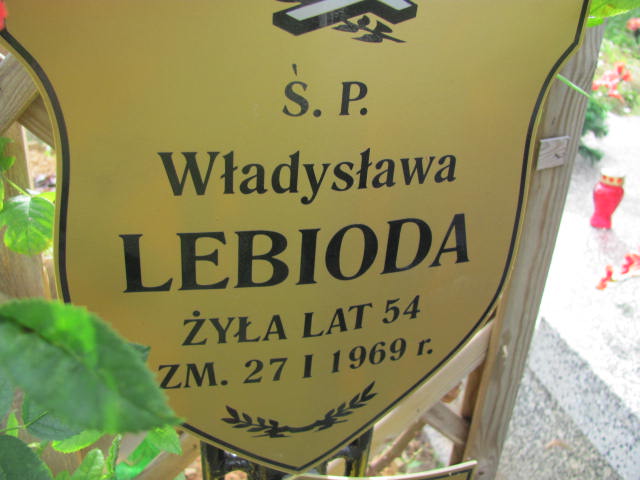 Ś. P.
Władysława
LEBIODA
ŻYŁA LAT 54
ZM. 27 I 1969 r.